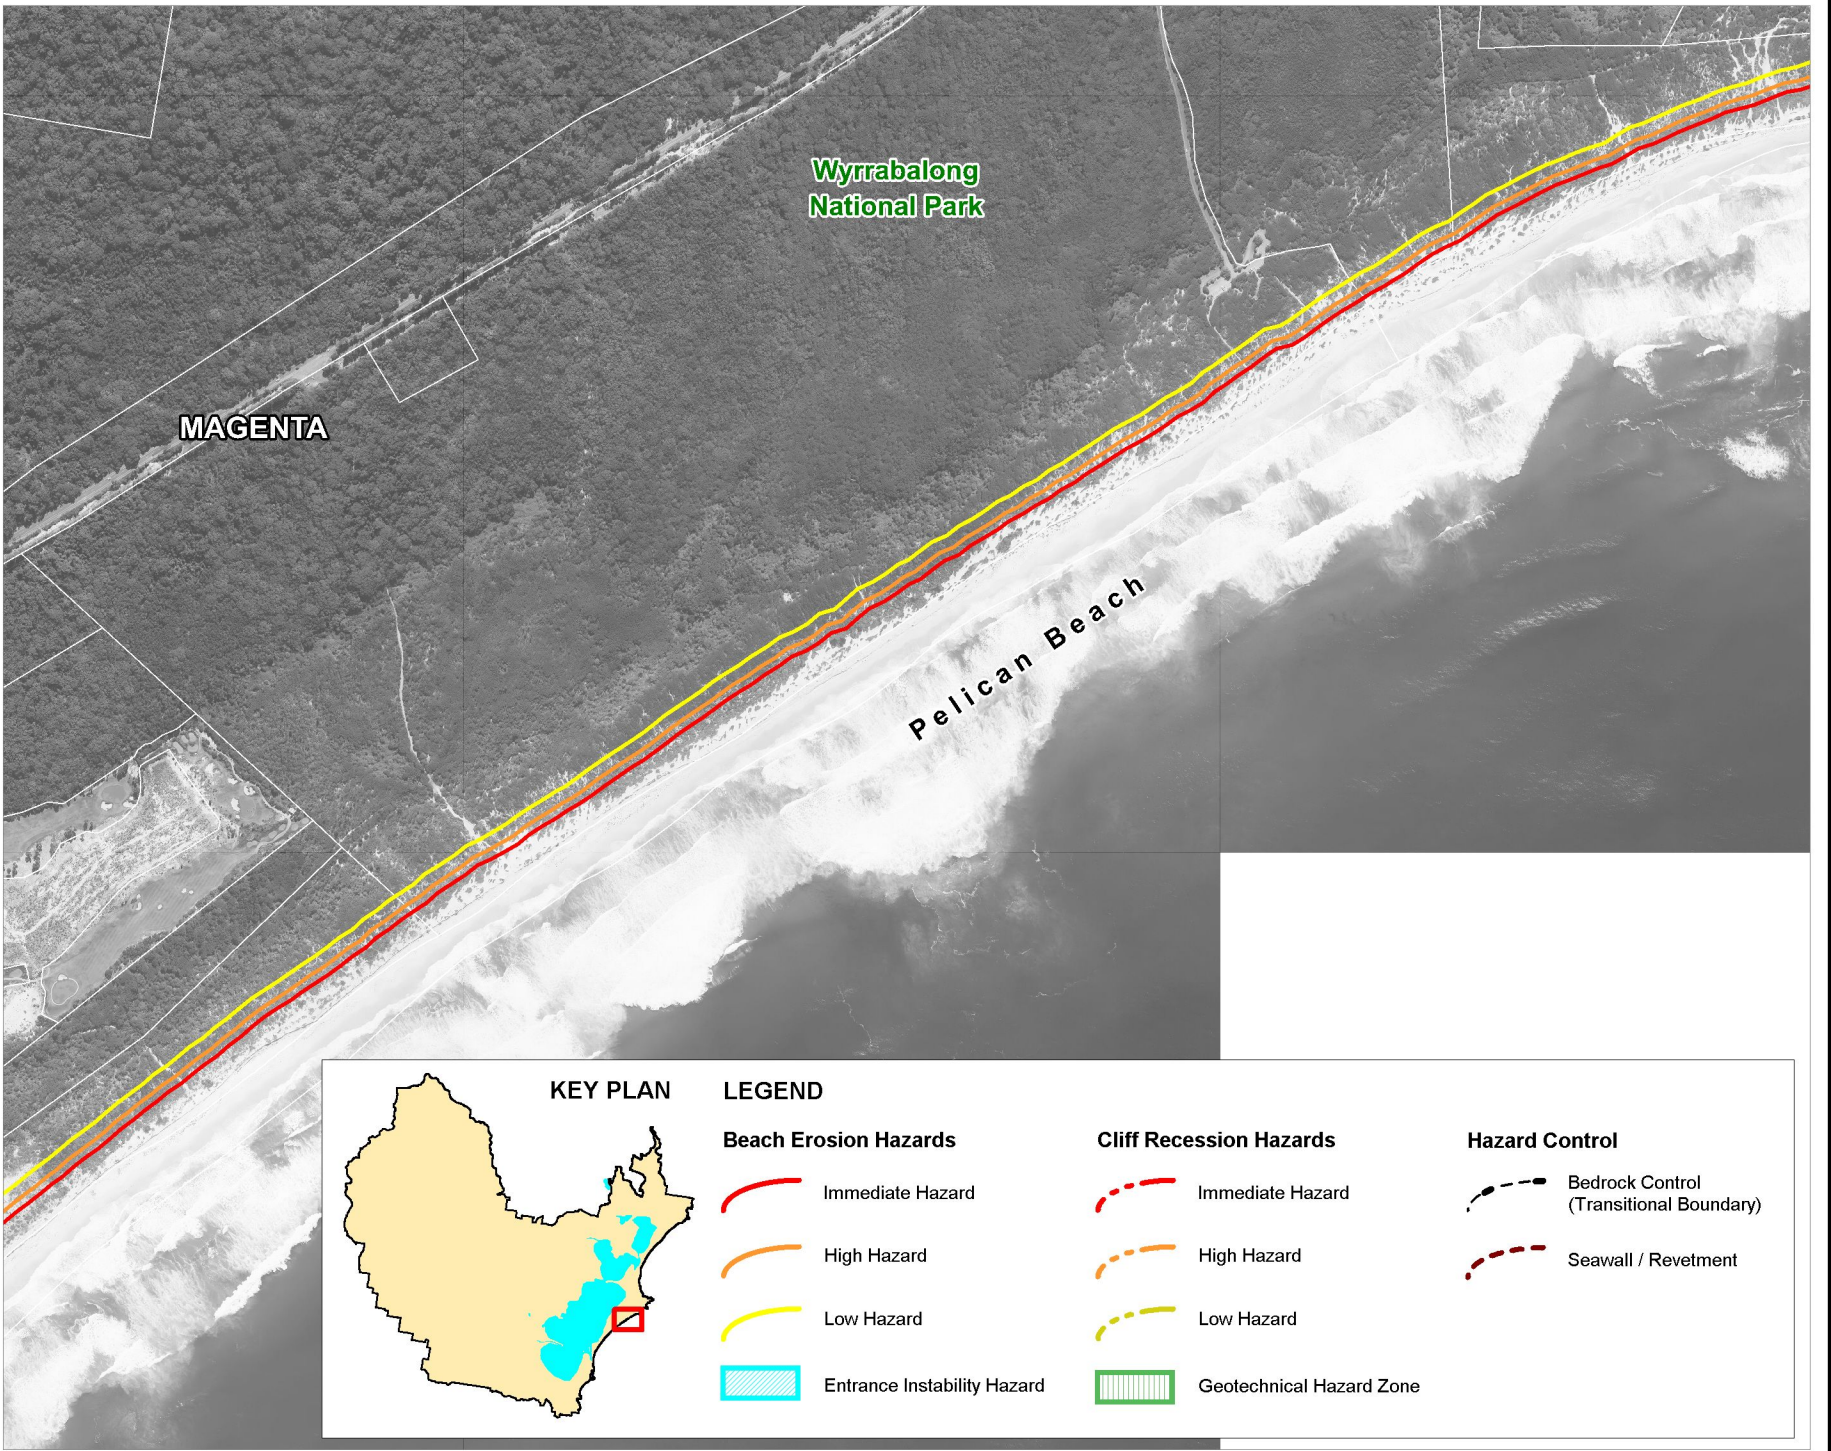 Wyrrabalong
National Park
MAGENTA
Pelican Beach
KEY PLAN
LEGEND
Beach Erosion Hazards
Immediate Hazard
High Hazard
Low Hazard
Entrance Instability Hazard
Cliff Recession Hazards
Immediate Hazard
High Hazard
Low Hazard
Geotechnical Hazard Zone
Hazard Control
Bedrock Control
(Transitional Boundary)
Seawall / Revetment